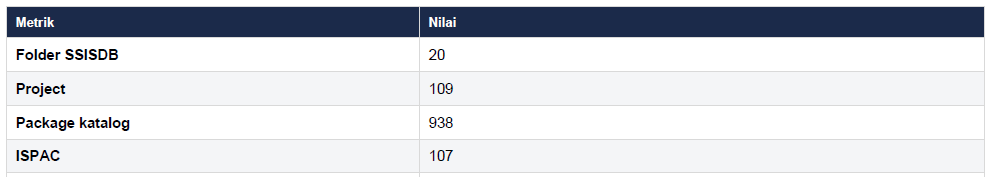 Metrik Nilai
Folder SSISDB 20
Project 109
Package katalog 938
ISPAC 107